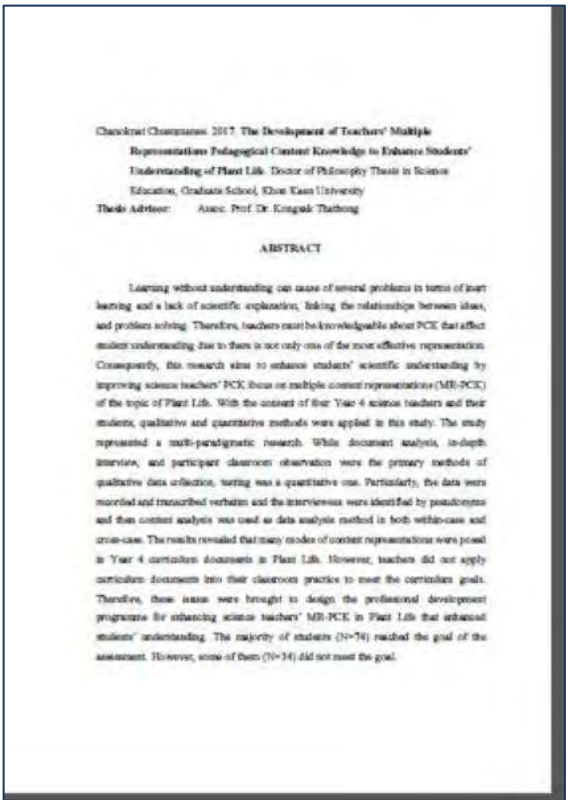 2017. The Development of Teachers' Multiple
Representations Pedagogical Content Knowledge to Enhance Students'
Understanding of Plant Life. Doctor of Philosophy Thesis in Science
Education, Graduate School, Khon Kaen University
Thesis Advisor: Assoc. Prof. Dr. Kongsak Thathong
ABSTRACT
Learning without understanding can cause of several problems in terms of inert
learning and a lack of scientific explanation, linking the relationships between ideas,
and problem solving. Therefore, teachers must be knowledgeable about PCK that affect
student understanding due to there is not only one of the most effective representation.
Consequently, this research aims to enhance students' scientific understanding by
improving science teachers' PCK focus on multiple content representations (MR-PCK)
of the topic of Plant Life. With the consent of four Year 4 science teachers and their
students, qualitative and quantitative methods were applied in this study. The study
represented a multi-paradigmatic research. While document analysis, in-depth
interview, and participant classroom observation were the primary methods of
qualitative data collection, testing was a quantitative one. Particularly, the data were
recorded and transcribed verbatim and the interviewees were identified by pseudonyms
and then content analysis was used as data analysis method in both within-case and
cross-case. The results revealed that many modes of content representations were posed
in Year 4 curriculum documents in Plant Life. However, teachers did not apply
curriculum documents into their classroom practice to meet the curriculum goals.
Therefore, these issues were brought to design the professional development
programme for enhancing science teachers' MR-PCK in Plant Life that enhanced
students' understanding. The majority of students (N=74) reached the goal of the
assessment. However, some of them (N=34) did not meet the goal.